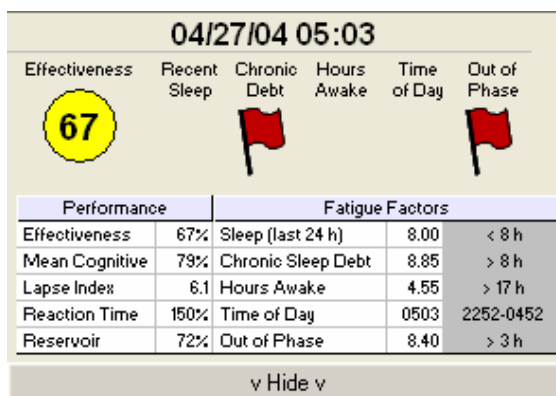 04/27/04 05:03
Effectiveness Recent Sleep Chronic Debt Hours Awake Time of Day Out of Phase
67
Performance Fatigue Factors
Effectiveness 67% Sleep (last 24 h) 8.00 < 8 h
Mean Cognitive 79% Chronic Sleep Debt 8.85 > 8 h
Lapse Index 6.1 Hours Awake 4.55 > 17 h
Reaction Time 150% Time of Day 0503 2252-0452
Reservoir 72% Out of Phase 8.40 > 3 h
v Hide v